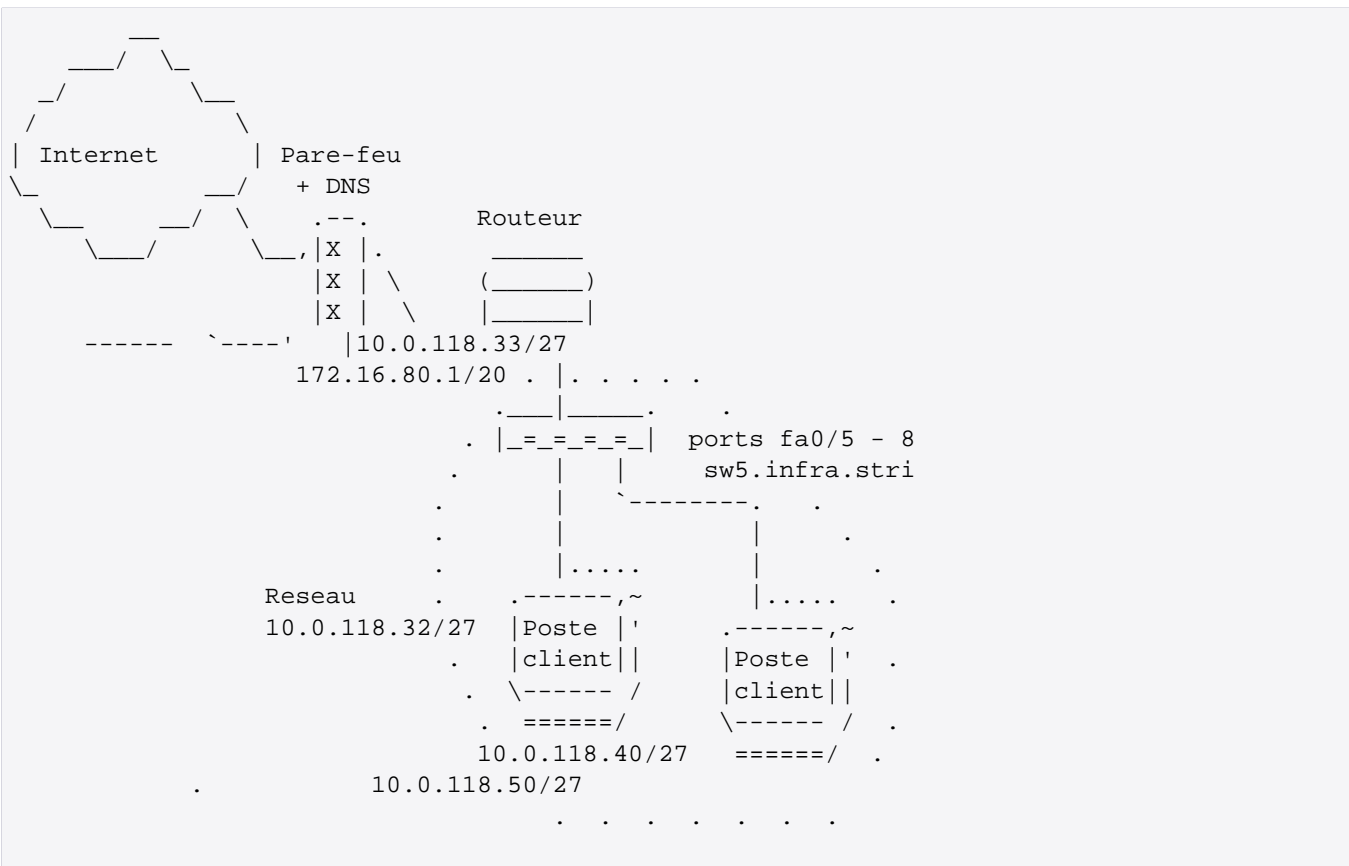 Internet Pare-feu
+ DNS
Routeur
X
X
X
10.0.118.33/27
172.16.80.1/20
ports fa0/5 - 8
sw5.infra.stri
Reseau
10.0.118.32/27 Poste
Poste
client
client
10.0.118.40/27
10.0.118.50/27